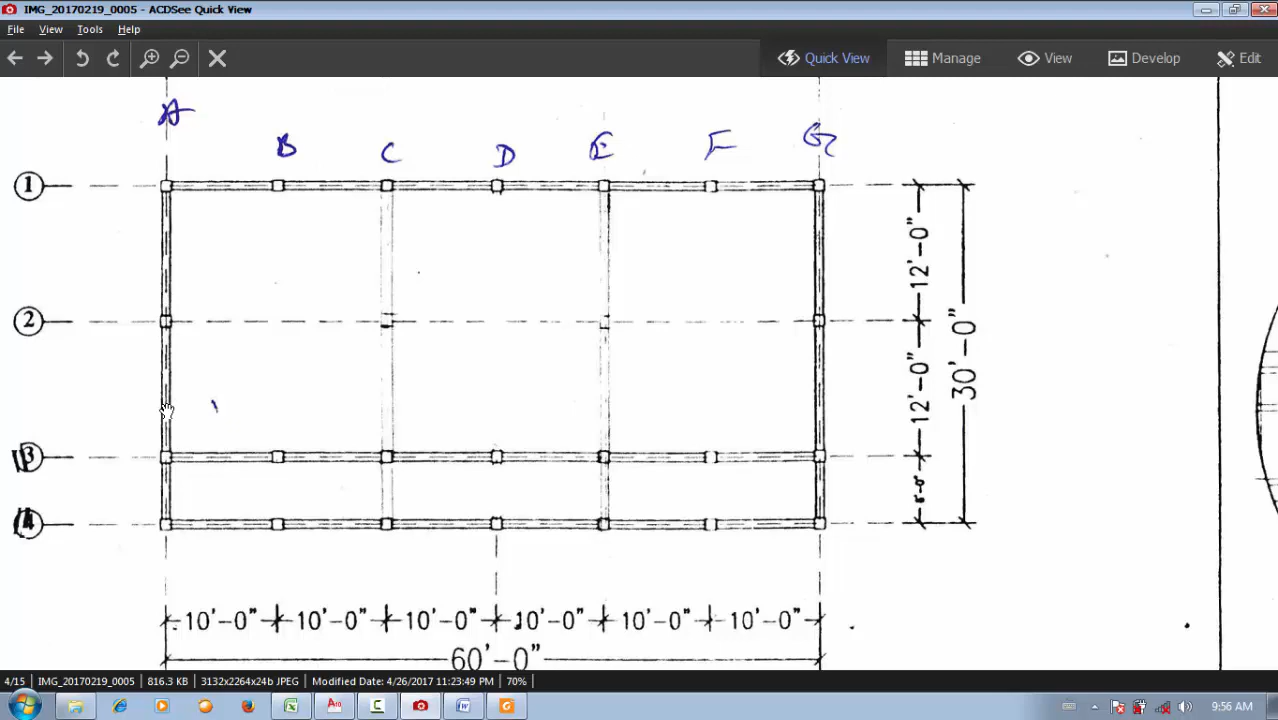 IMG_20170219_0005 - ACDSee Quick View
File View Tools Help
Quick View Manage View Develop Edit
A B C D E F G
1
2
3
4
12'-0"
12'-0"
30'-0"
10'-0" 10'-0" 10'-0" 10'-0" 10'-0" 10'-0"
60'-0"
4/15 IMG_20170219_0005 816.3 KB 3132x2264x24b JPEG Modified Date: 4/26/2017 11:23:49 PM 70%
9:56 AM